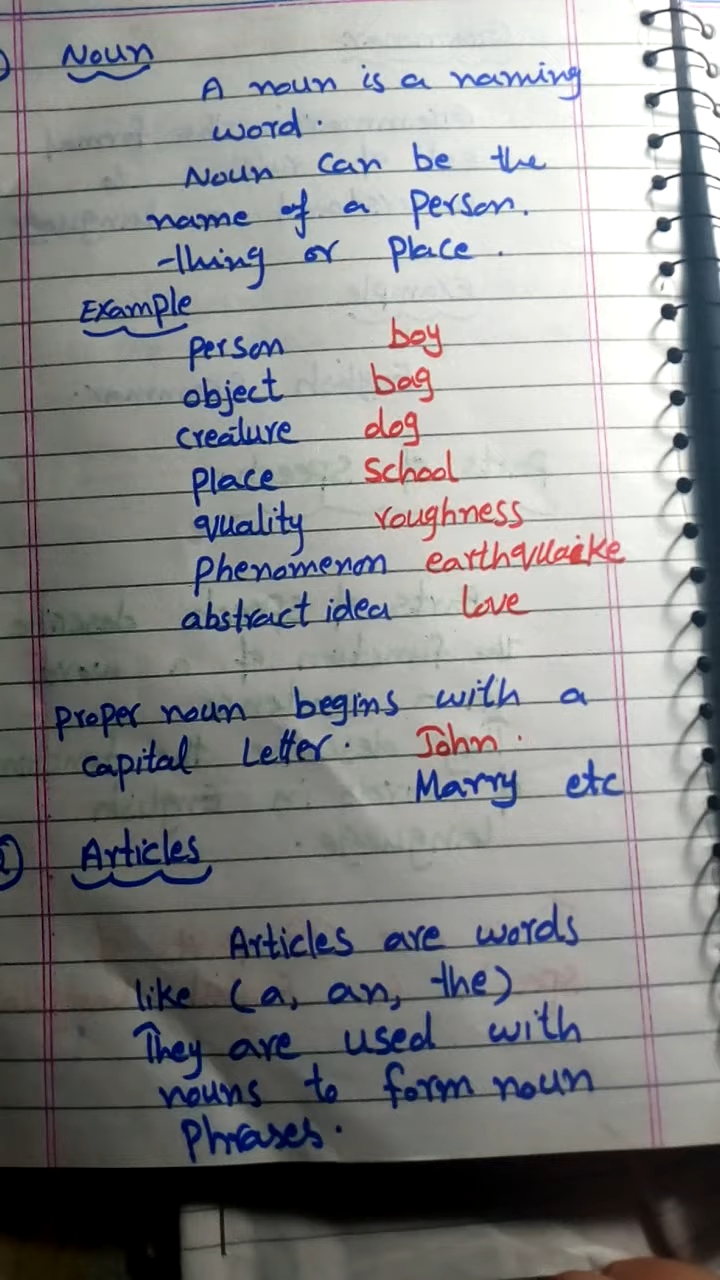 Noun
A noun is a naming
word.
Noun can be the
name of a person.
thing or place.
Example
person boy
object bag
creature dog
place School
quality roughness
phenomenon earthquaike
abstract idea love
proper noun begins with a
capital Letter. John.
Marry etc
Articles
Articles are words
like (a, an, the)
They are used with
nouns to form noun
phrases.